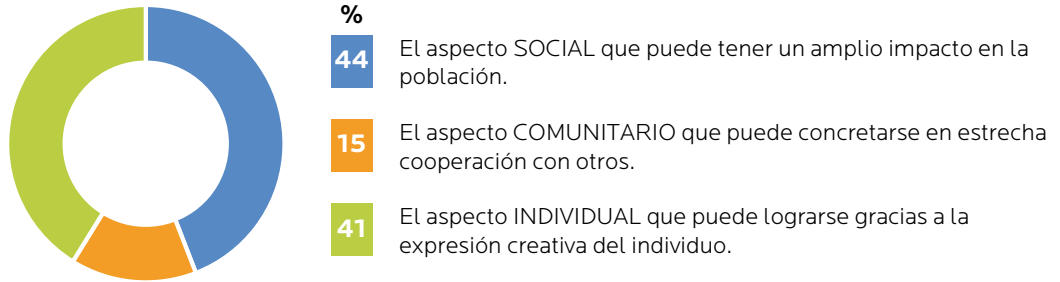 %
44
El aspecto SOCIAL que puede tener un amplio impacto en la
población.
15
El aspecto COMUNITARIO que puede concretarse en estrecha
cooperación con otros.
41
El aspecto INDIVIDUAL que puede lograrse gracias a la
expresión creativa del individuo.